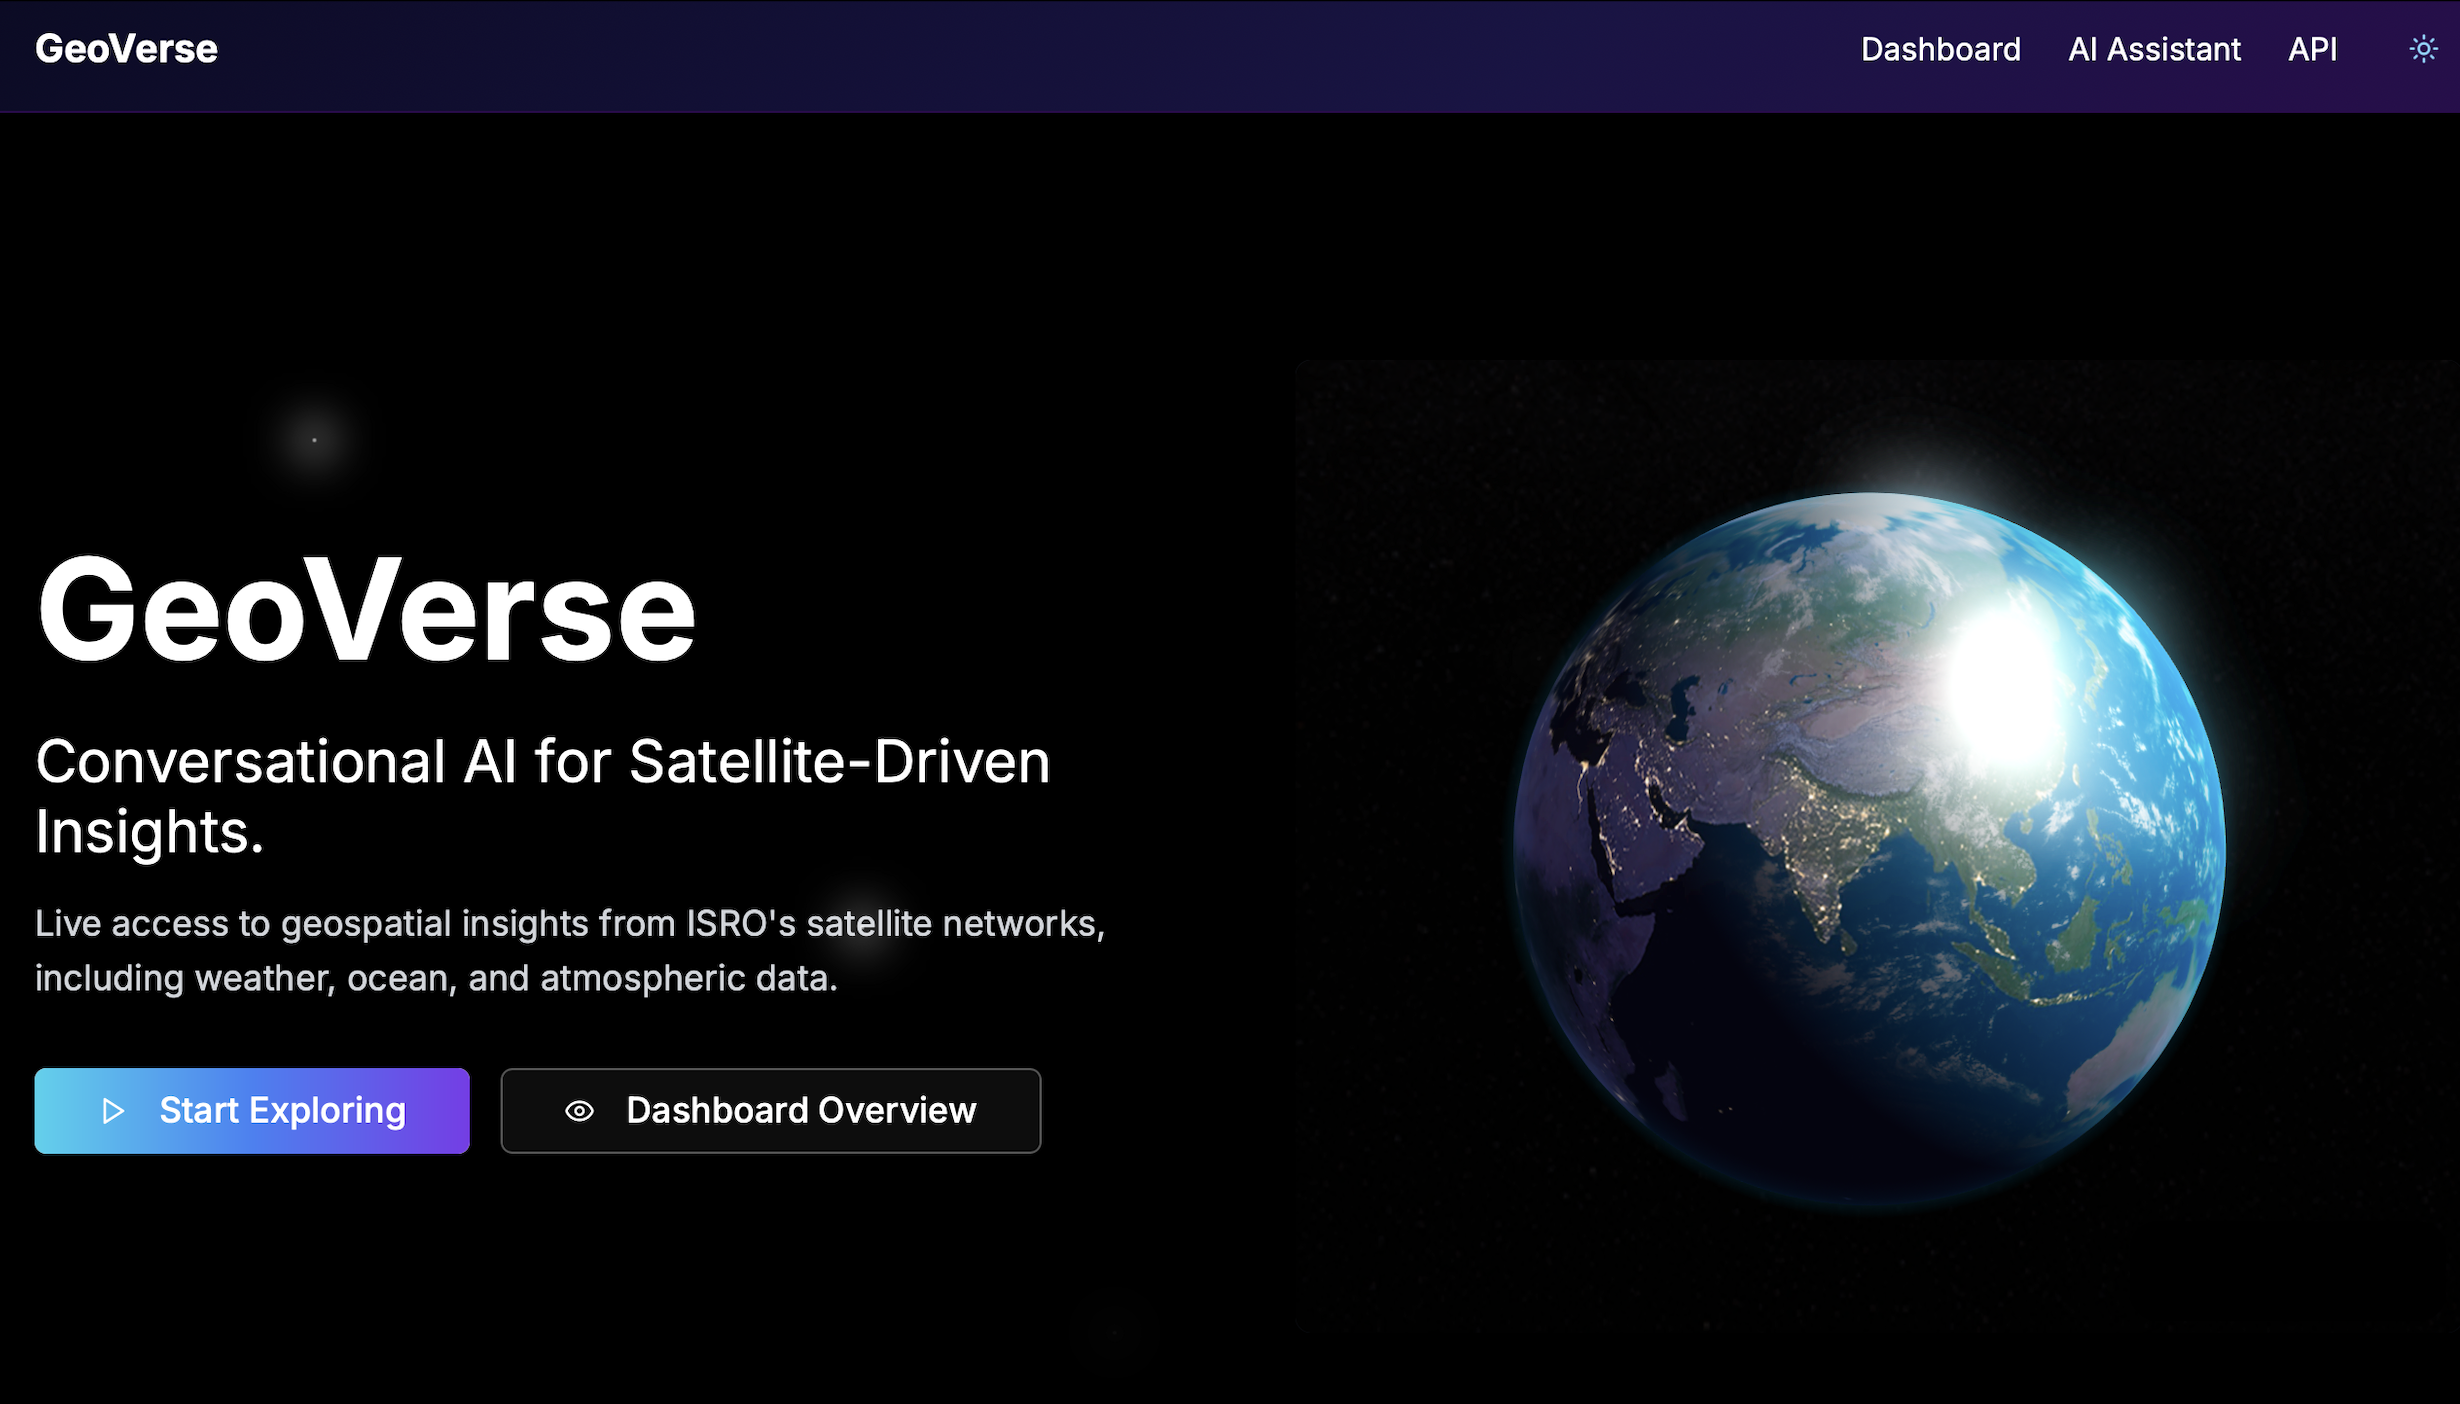 GeoVerse
Dashboard
AI Assistant
API
GeoVerse
Conversational AI for Satellite-Driven
Insights.
Live access to geospatial insights from ISRO's satellite networks,
including weather, ocean, and atmospheric data.
Start Exploring
Dashboard Overview